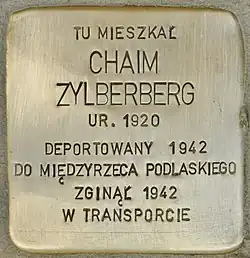 TU MIESZKAŁ
CHAIM
ZYLBERBERG
UR. 1920
DEPORTOWANY 1942
DO MIĘDZYRZECA PODLASKIEGO
ZGINĄŁ 1942
W TRANSPORCIE